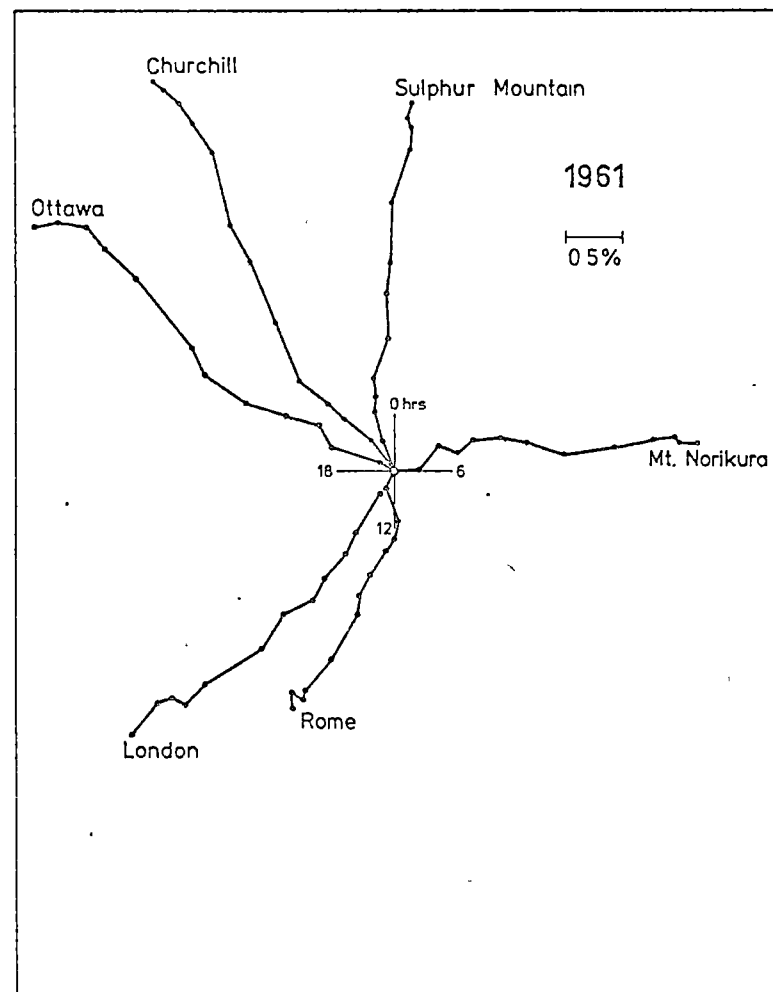 Churchill
Sulphur Mountain
1961
Ottawa
0 5%
0 hrs
18
6
Mt. Norikura
12
Rome
London